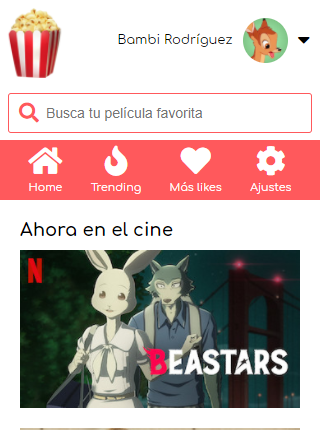 Bambi Rodríguez
Busca tu película favorita
Home
Trending
Más likes
Ajustes
Ahora en el cine
N
BEASTARS